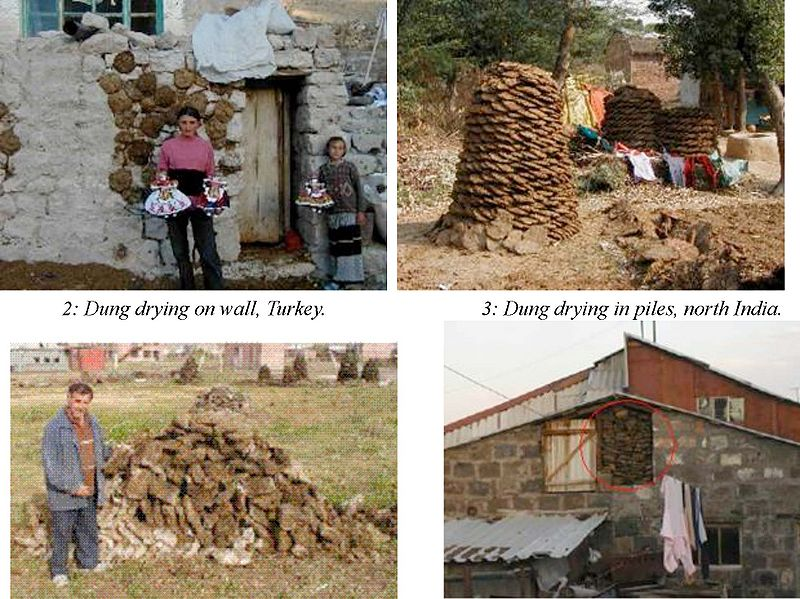 2: Dung drying on wall, Turkey.
3: Dung drying in piles, north India.